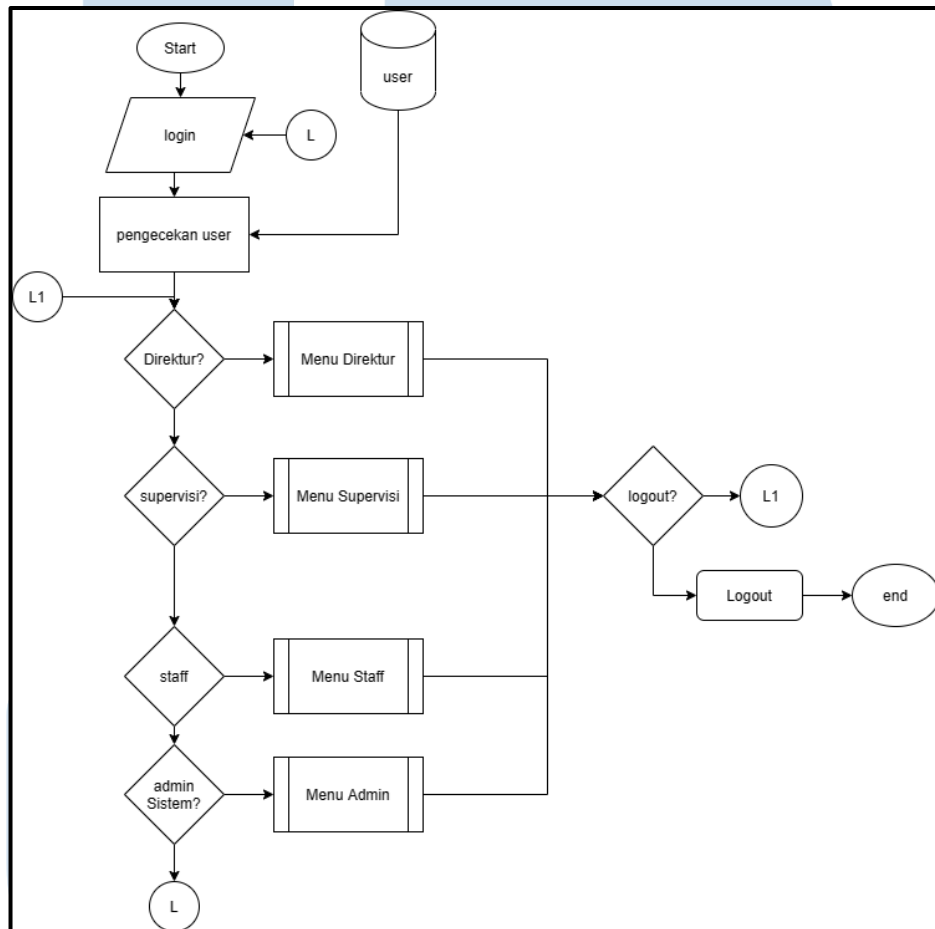 Start
user
login
L
pengecekan user
L1
Direktur?
Menu Direktur
supervisi?
Menu Supervisi
logout?
L1
Logout
end
staff
Menu Staff
admin
Sistem?
Menu Admin
L